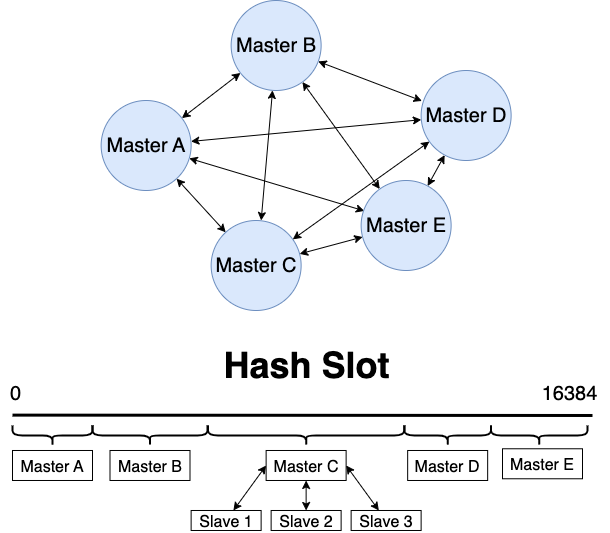 Master B
Master D
Master A
Master E
Master C
Hash Slot
0 16384
Master A Master B Master C Master D Master E
Slave 1 Slave 2 Slave 3